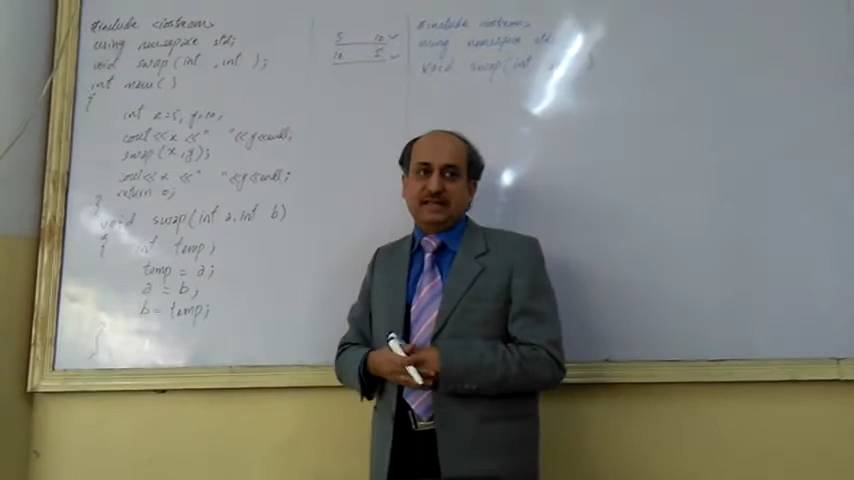 #include <iostream>
using namespace std;
void swap(int , int );
int main( )
{
int x=5, y=10;
cout<<x <<" "<<y<<endl;
swap(x,y);
cout<<x <<" "<<y<<endl;
return 0;
}
void swap(int a, int b)
{ int temp;
temp = a;
a = b;
b = temp;
}
5 10
10 5
#include <iostream>
using namespace std
void swap(int